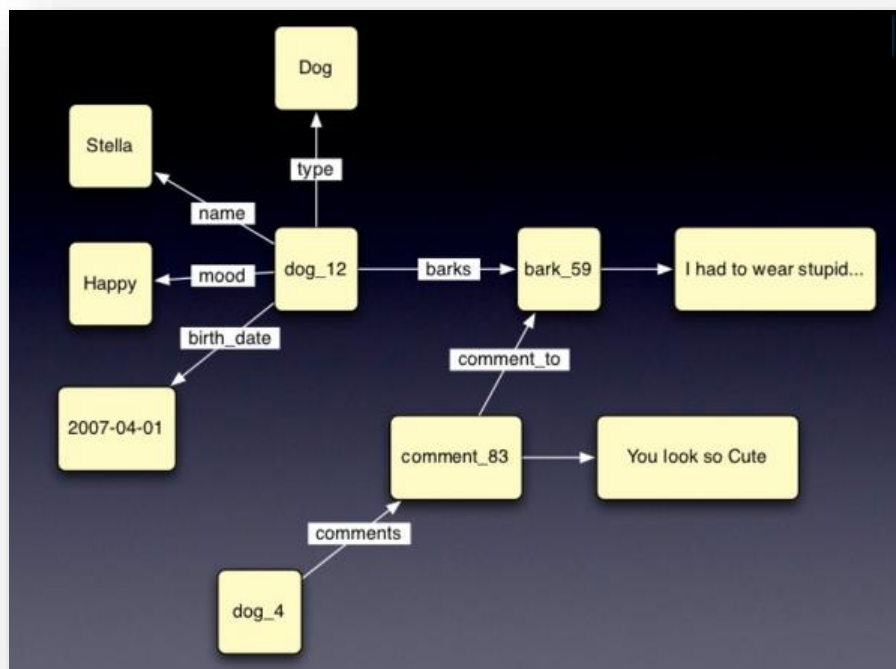 Dog
Stella
type
name
Happy
mood
dog_12
barks
bark_59
I had to wear stupid...
birth_date
comment_to
2007-04-01
comment_83
You look so Cute
comments
dog_4